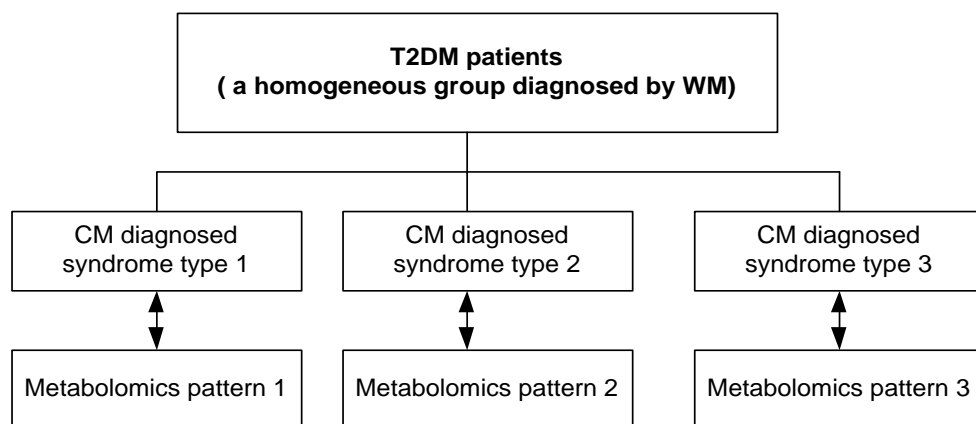 T2DM patients
( a homogeneous group diagnosed by WM)
CM diagnosed
syndrome type 1
CM diagnosed
syndrome type 2
CM diagnosed
syndrome type 3
Metabolomics pattern 1
Metabolomics pattern 2
Metabolomics pattern 3